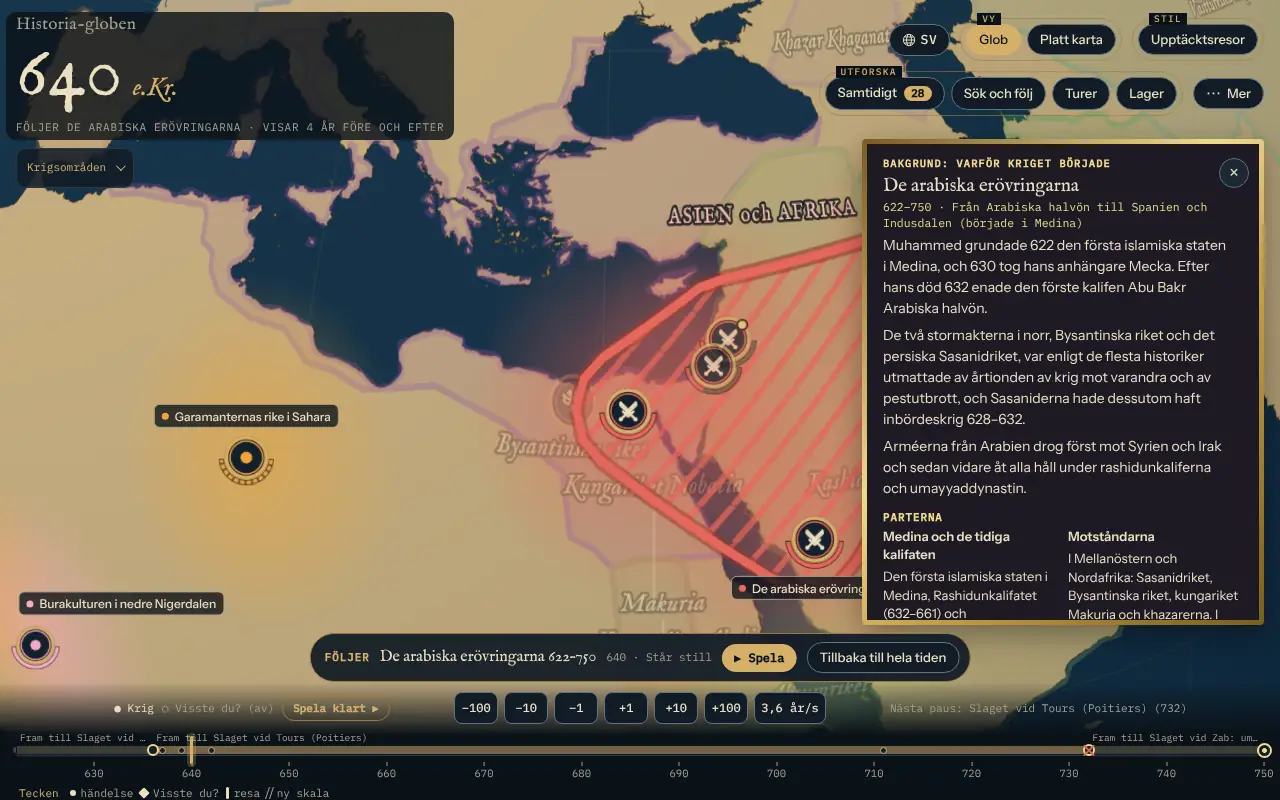 Historia-globen
640 e.Kr.
FÖLJER DE ARABISKA ERÖVRINGARNA · VISAR 4 ÅR FÖRE OCH EFTER
Krigsområden
Khazar Khaganat
SV
VY
Glob
Platt karta
STIL
Upptäcktsresor
UTFORSKA
Samtidigt 28
Sök och följ
Turer
Lager
··· Mer
ASIEN och AFRIKA
Garamanternas rike i Sahara
Kungariket Nobatia
Makuria
Burakulturen i nedre Nigerdalen
De arabiska erövring
BAKGRUND: VARFÖR KRIGET BÖRJADE
De arabiska erövringarna
×
622–750 · Från Arabiska halvön till Spanien och
Indusdalen (började i Medina)
Muhammed grundade 622 den första islamiska staten
i Medina, och 630 tog hans anhängare Mecka. Efter
hans död 632 enade den förste kalifen Abu Bakr
Arabiska halvön.
De två stormakterna i norr, Bysantinska riket och det
persiska Sasanidriket, var enligt de flesta historiker
utmattade av årtionden av krig mot varandra och av
pestutbrott, och Sasaniderna hade dessutom haft
inbördeskrig 628–632.
Arméerna från Arabien drog först mot Syrien och Irak
och sedan vidare åt alla håll under rashidunkaliferna
och umayyaddynastin.
PARTERNA
Medina och de tidiga
kalifaten
Den första islamiska staten i
Medina, Rashidunkalifatet
(632–661) och
Motståndarna
I Mellanöstern och
Nordafrika: Sasanidriket,
Bysantinska riket, kungariket
Makuria och khazarerna. I
FÖLJER De arabiska erövringarna 622–750 640 · Står still ▶ Spela Tillbaka till hela tiden
● Krig ○ Visste du? (av) Spela klart ▶
−100 −10 −1 +1 +10 +100 3,6 år/s
Nästa paus: Slaget vid Tours (Poitiers) (732)
Fram till Slaget vid … Fram till Slaget vid Tours (Poitiers) Fram till Slaget vid Zab: um…
630 640 650 660 670 680 690 700 710 720 730 740 750
Tecken ● händelse ◆ Visste du? ❙ resa // ny skala